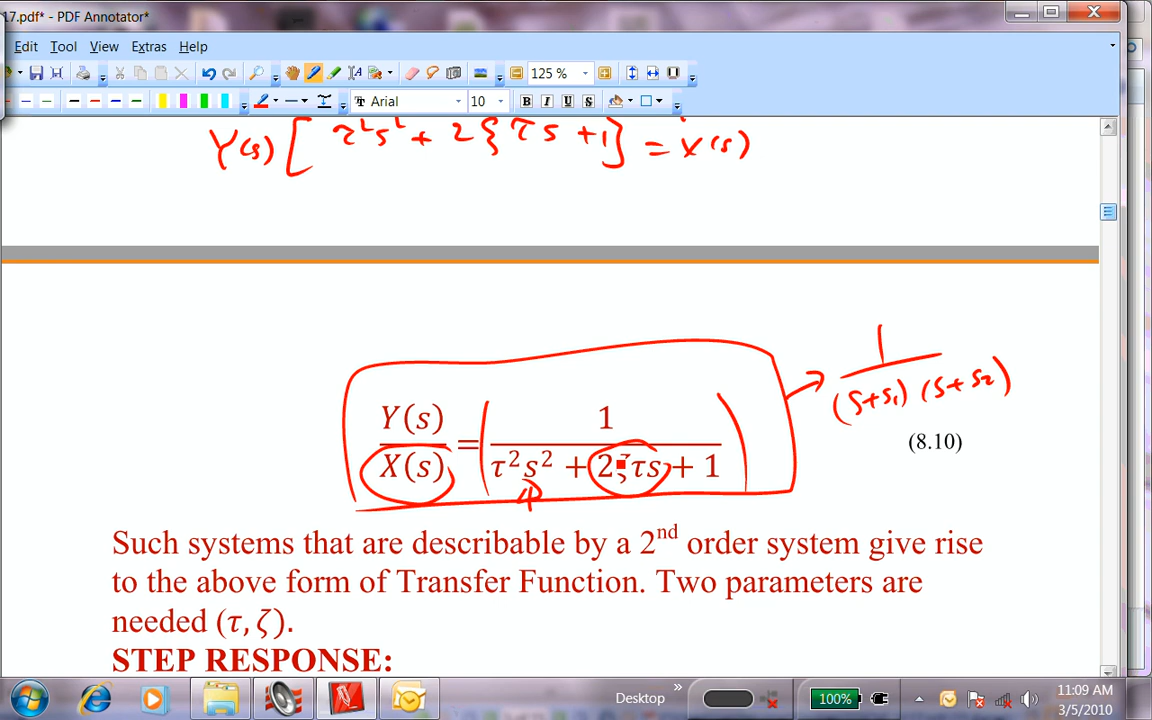 17.pdf* - PDF Annotator*
Edit Tool View Extras Help
125 %
Arial 10 B I U S
Y(s) [ τ²s² + 2ξτs + 1 ] = X(s)
1
(s+s₁) (s+s₂)
Y(s)
X(s)
=
1
τ²s² + 2ζτs + 1
(8.10)
Such systems that are describable by a 2nd order system give rise
to the above form of Transfer Function. Two parameters are
needed (τ, ζ).
STEP RESPONSE:
Desktop » 100% 11:09 AM
3/5/2010